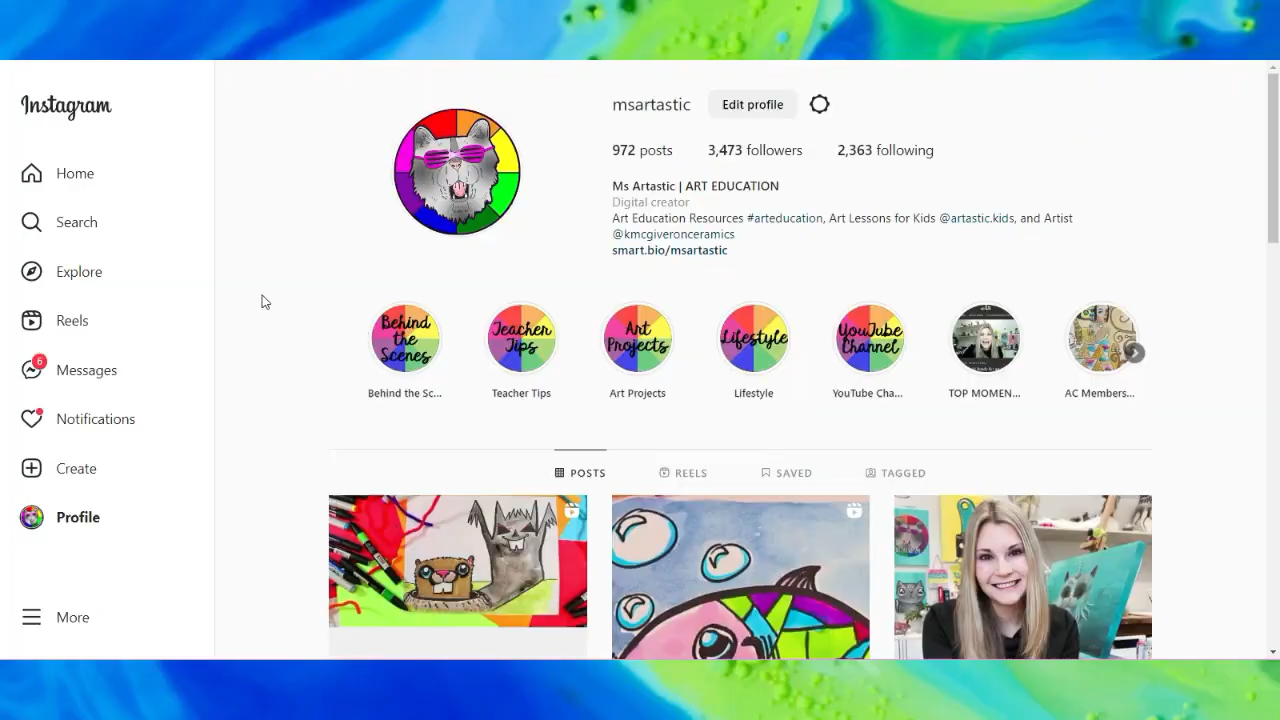 Instagram
Home
Search
Explore
Reels
6
Messages
Notifications
Create
Profile
More
msartastic Edit profile
972 posts 3,473 followers 2,363 following
Ms Artastic | ART EDUCATION
Digital creator
Art Education Resources #arteducation, Art Lessons for Kids @artastic.kids, and Artist
@kmcgiveronceramics
smart.bio/msartastic
Behind
the
Scenes
Teacher
Tips
Art
Projects
Lifestyle
YouTube
Channel
Behind the Sc... Teacher Tips Art Projects Lifestyle YouTube Cha... TOP MOMEN... AC Members...
POSTS REELS SAVED TAGGED